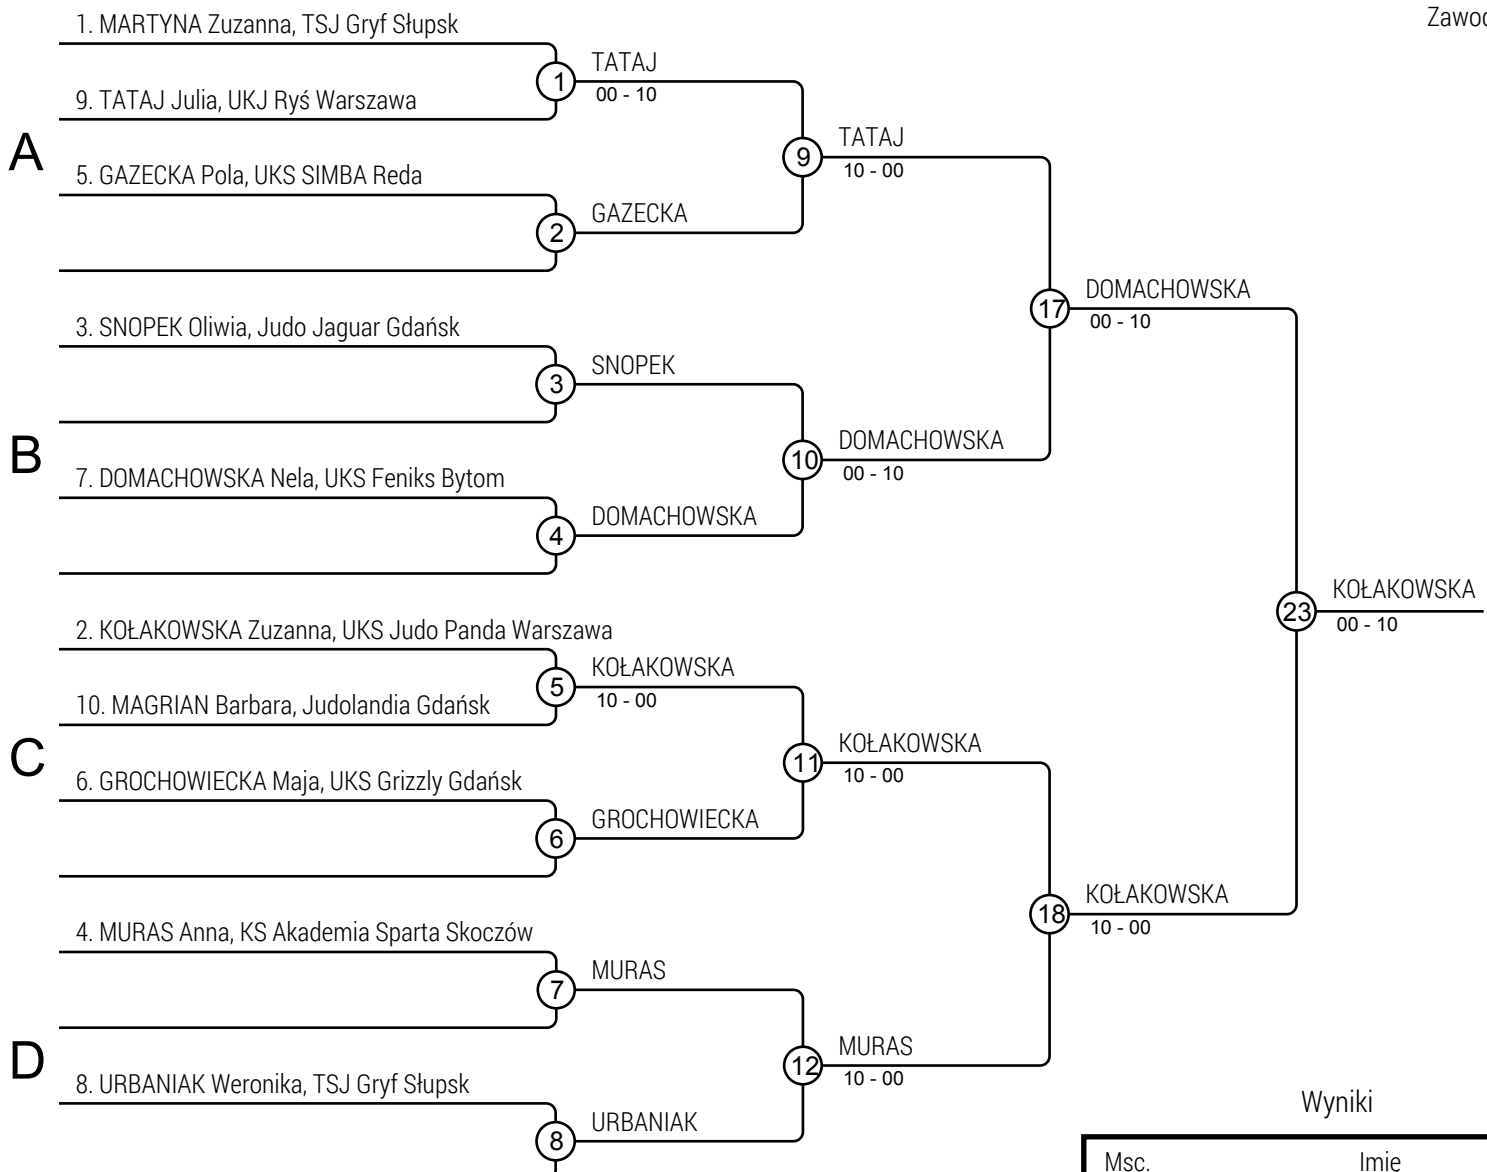 Zawod
1. MARTYNA Zuzanna, TSJ Gryf Słupsk
1
TATAJ
00 - 10
9. TATAJ Julia, UKJ Ryś Warszawa
A
9
TATAJ
10 - 00
5. GAZECKA Pola, UKS SIMBA Reda
2
GAZECKA
17
DOMACHOWSKA
00 - 10
3. SNOPEK Oliwia, Judo Jaguar Gdańsk
3
SNOPEK
B
10
DOMACHOWSKA
00 - 10
7. DOMACHOWSKA Nela, UKS Feniks Bytom
4
DOMACHOWSKA
23
KOŁAKOWSKA
00 - 10
2. KOŁAKOWSKA Zuzanna, UKS Judo Panda Warszawa
5
KOŁAKOWSKA
10 - 00
10. MAGRIAN Barbara, Judolandia Gdańsk
C
11
KOŁAKOWSKA
10 - 00
6. GROCHOWIECKA Maja, UKS Grizzly Gdańsk
6
GROCHOWIECKA
18
KOŁAKOWSKA
10 - 00
4. MURAS Anna, KS Akademia Sparta Skoczów
7
MURAS
D
12
MURAS
10 - 00
8. URBANIAK Weronika, TSJ Gryf Słupsk
8
URBANIAK
Wyniki
Msc. Imię